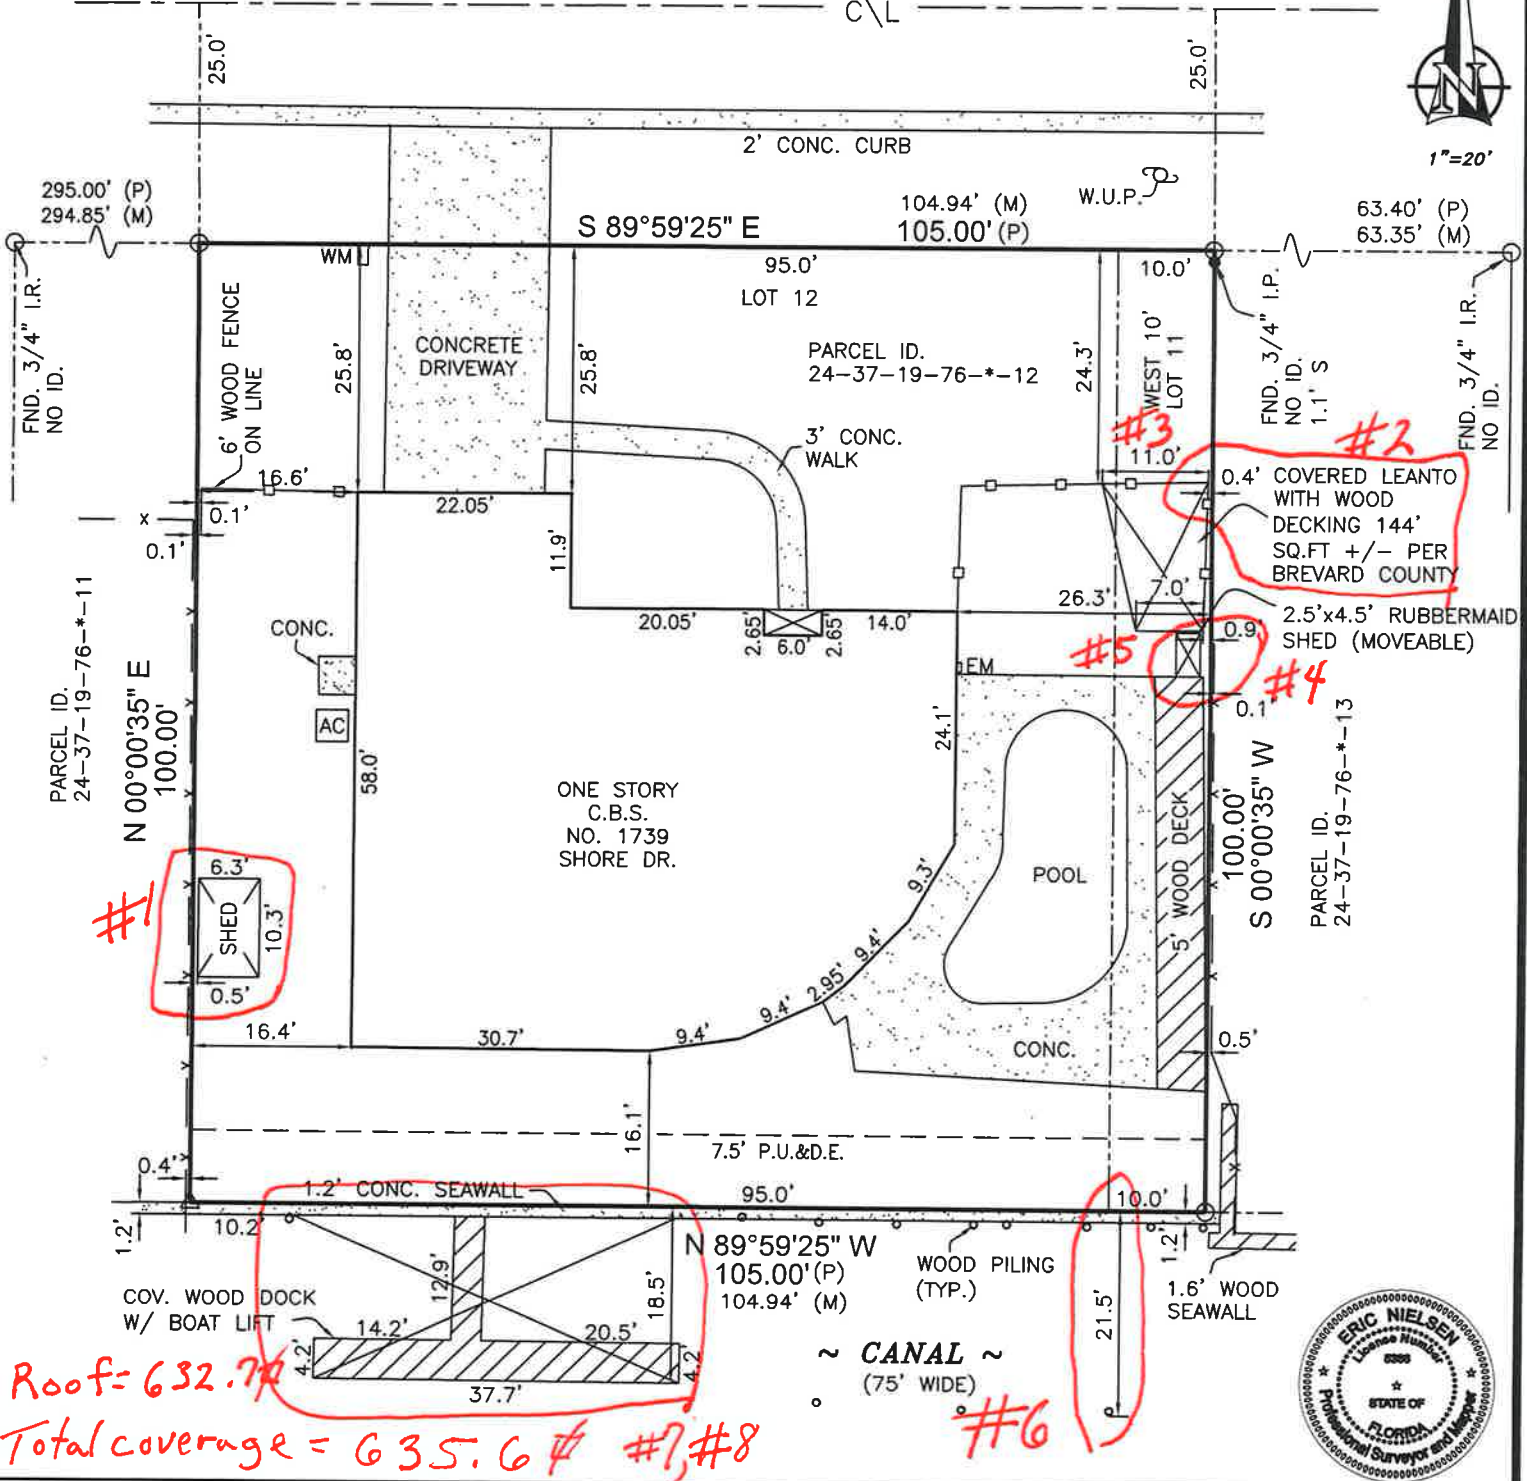 C\L
25.0'
25.0'
N
1"=20'
2' CONC. CURB
W.U.P.
295.00' (P)
294.85' (M)
S 89°59'25" E
104.94' (M)
105.00' (P)
63.40' (P)
63.35' (M)
WM
95.0'
10.0'
LOT 12
FND. 3/4" I.R.
NO ID.
6' WOOD FENCE
ON LINE
25.8'
CONCRETE
DRIVEWAY
25.8'
PARCEL ID.
24-37-19-76-*-12
24.3'
WEST 10'
LOT 11
FND. 3/4" I.P.
NO ID.
1.1' S
FND. 3/4" I.R.
NO ID.
#3
#2
3' CONC.
WALK
11.0'
16.6'
22.05'
0.4'
COVERED LEANTO
WITH WOOD
DECKING 144'
SQ.FT +/- PER
BREVARD COUNTY
x
0.1'
0.1'
11.9'
7.0'
26.3'
2.5'x4.5' RUBBERMAID
SHED (MOVEABLE)
PARCEL ID.
24-37-19-76-*-11
N 00°00'35" E
100.00'
CONC.
20.05'
2.65'
6.0'
2.65'
14.0'
0.9'
#5
#4
EM
0.1'
AC
58.0'
24.1'
ONE STORY
C.B.S.
NO. 1739
SHORE DR.
POOL
5' WOOD DECK
100.00'
S 00°00'35" W
PARCEL ID.
24-37-19-76-*-13
#1
6.3'
SHED
10.3'
0.5'
9.3'
9.4'
2.95'
9.4'
9.4'
16.4'
30.7'
CONC.
0.5'
16.1'
7.5' P.U.&D.E.
0.4'
1.2' CONC. SEAWALL
95.0'
10.0'
1.2'
10.2'
12.9'
18.5'
N 89°59'25" W
105.00' (P)
104.94' (M)
WOOD PILING
(TYP.)
1.2'
1.6' WOOD
SEAWALL
COV. WOOD DOCK
W/ BOAT LIFT
14.2'
20.5'
4.2'
4.2'
37.7'
21.5'
~ CANAL ~
(75' WIDE)
#6
Roof = 632.7
Total coverage = 635.6 #7, #8
ERIC NIELSEN
License Number
5386
STATE OF
FLORIDA
Professional Surveyor and Mapper